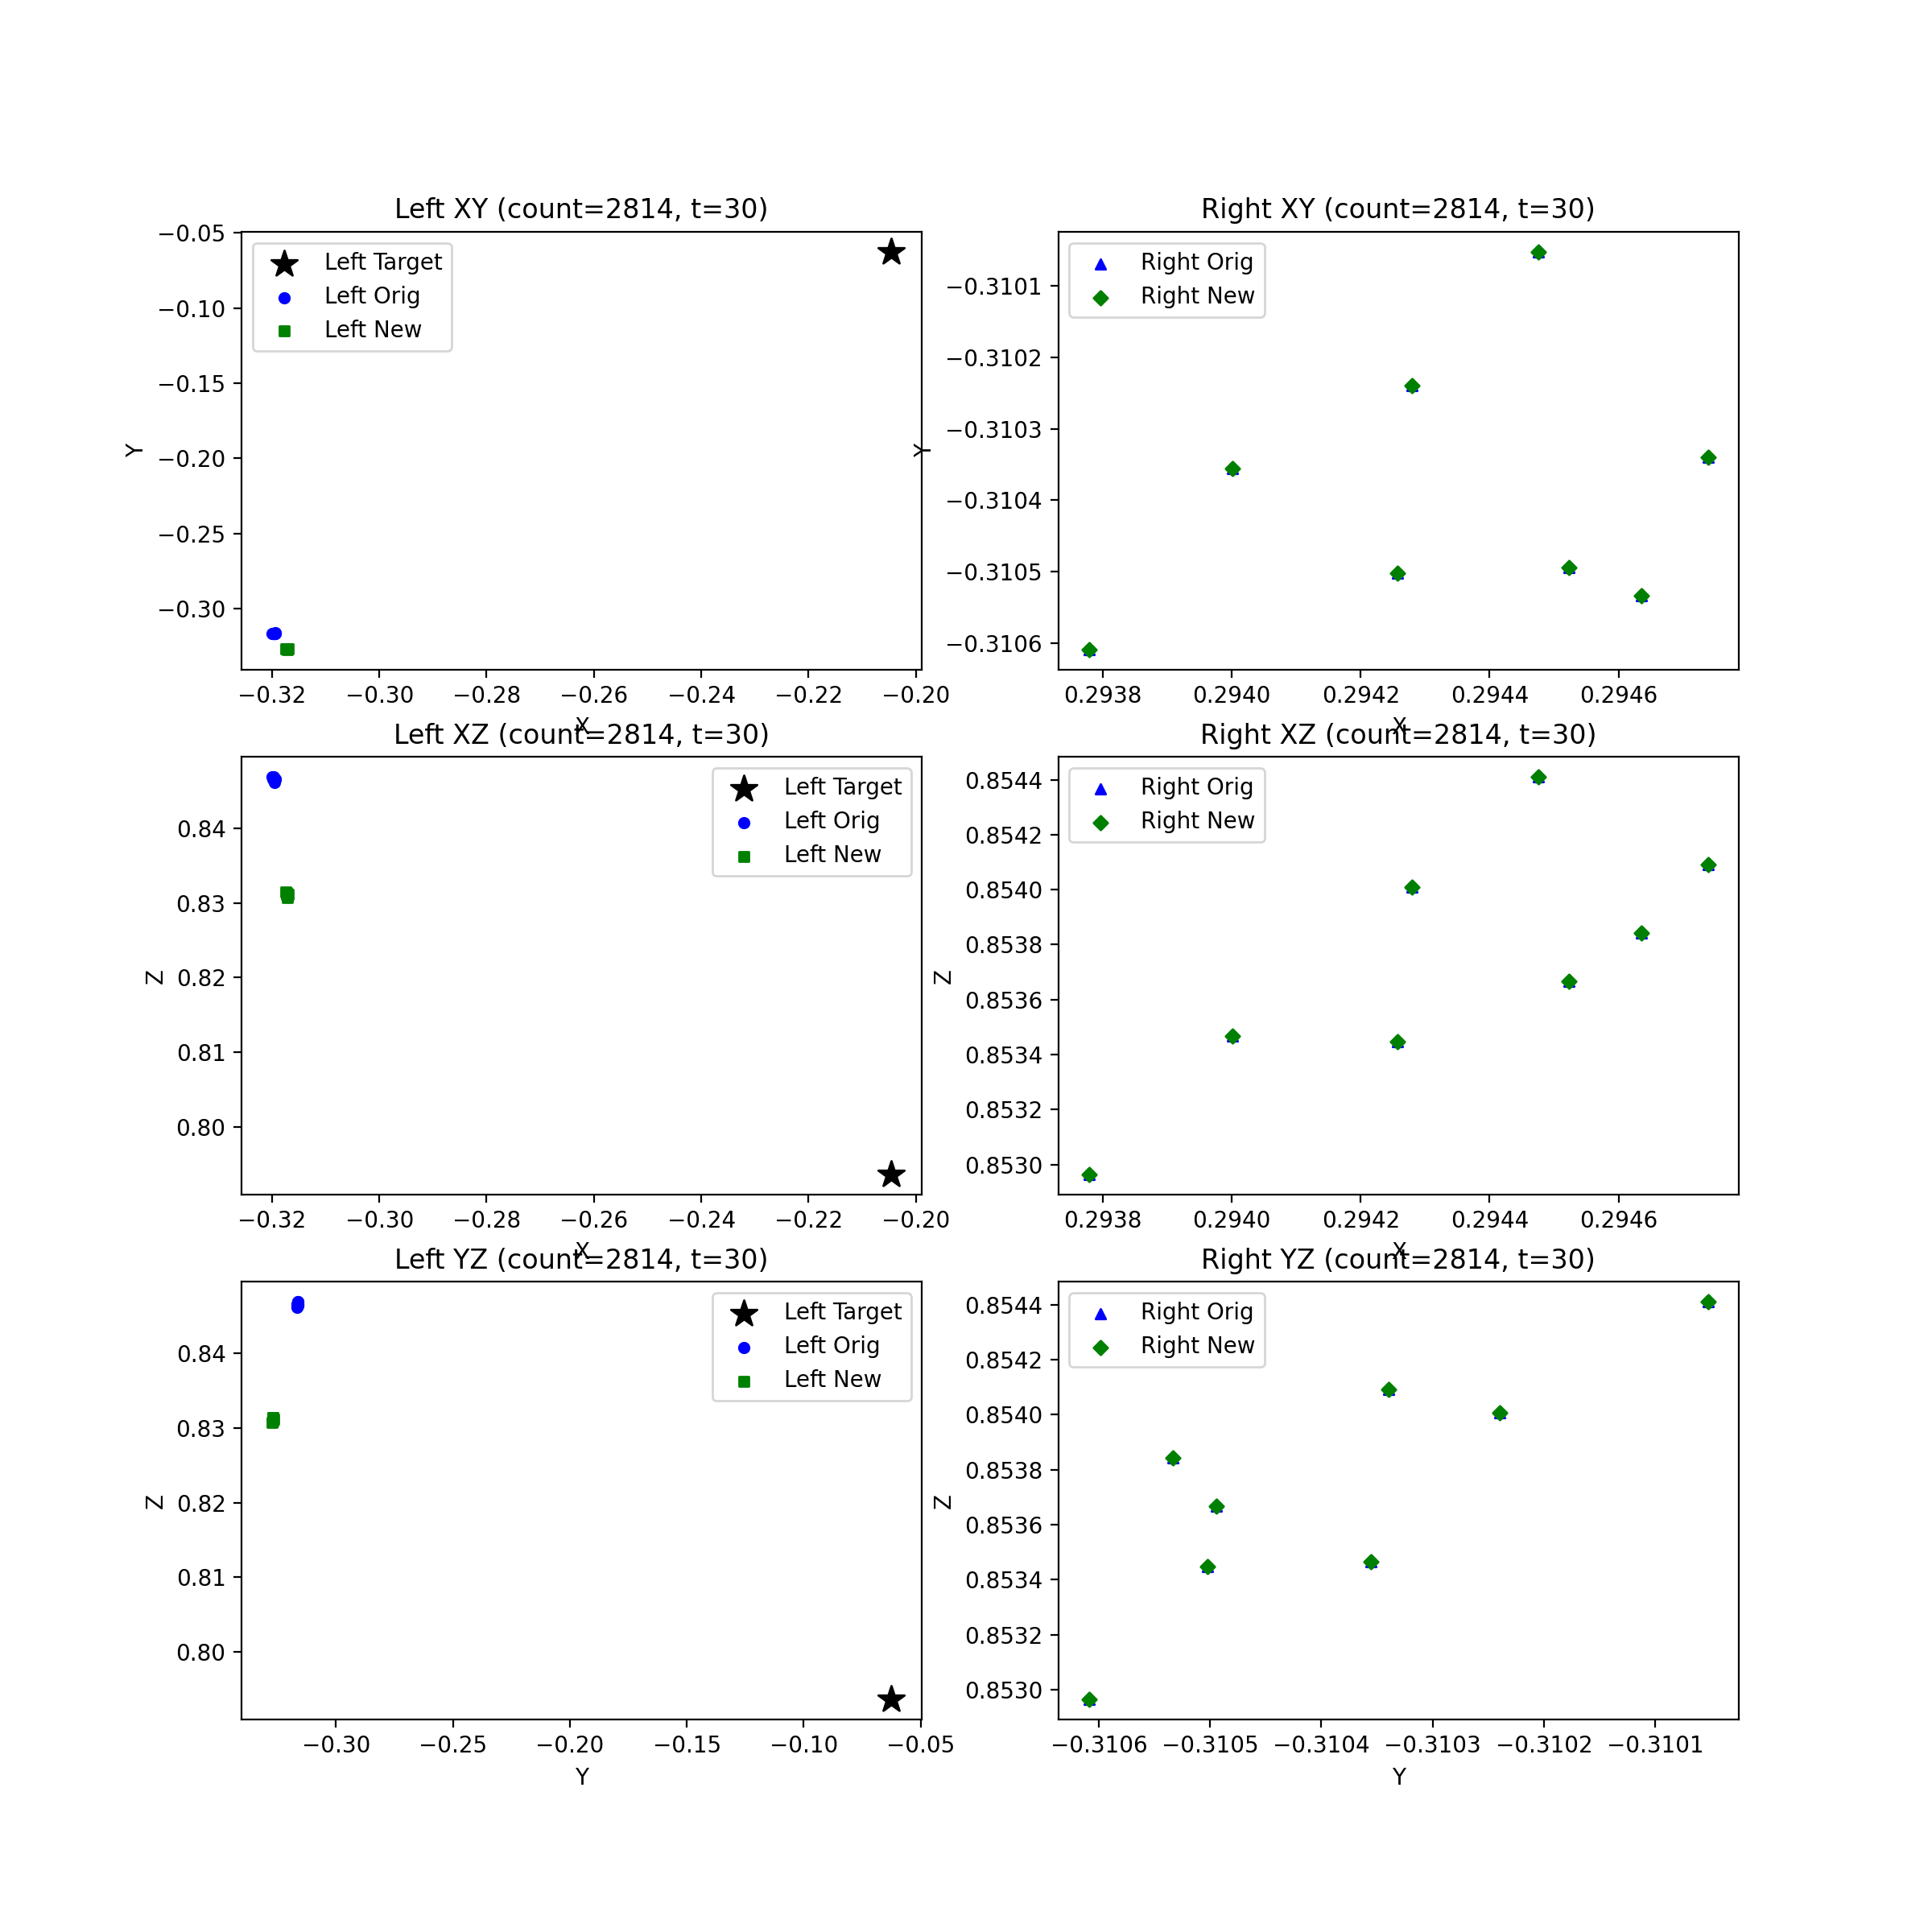 Left XY (count=2814, t=30)
Left Target
Left Orig
Left New
Y
−0.05
−0.10
−0.15
−0.20
−0.25
−0.30
−0.32
−0.30
−0.28
−0.26
−0.24
−0.22
−0.20
X
Right XY (count=2814, t=30)
Right Orig
Right New
Y
−0.3101
−0.3102
−0.3103
−0.3104
−0.3105
−0.3106
0.2938
0.2940
0.2942
0.2944
0.2946
X
Left XZ (count=2814, t=30)
Left Target
Left Orig
Left New
Z
0.84
0.83
0.82
0.81
0.80
−0.32
−0.30
−0.28
−0.26
−0.24
−0.22
−0.20
X
Right XZ (count=2814, t=30)
Right Orig
Right New
Z
0.8544
0.8542
0.8540
0.8538
0.8536
0.8534
0.8532
0.8530
0.2938
0.2940
0.2942
0.2944
0.2946
X
Left YZ (count=2814, t=30)
Left Target
Left Orig
Left New
Z
0.84
0.83
0.82
0.81
0.80
−0.30
−0.25
−0.20
−0.15
−0.10
−0.05
Y
Right YZ (count=2814, t=30)
Right Orig
Right New
Z
0.8544
0.8542
0.8540
0.8538
0.8536
0.8534
0.8532
0.8530
−0.3106
−0.3105
−0.3104
−0.3103
−0.3102
−0.3101
Y